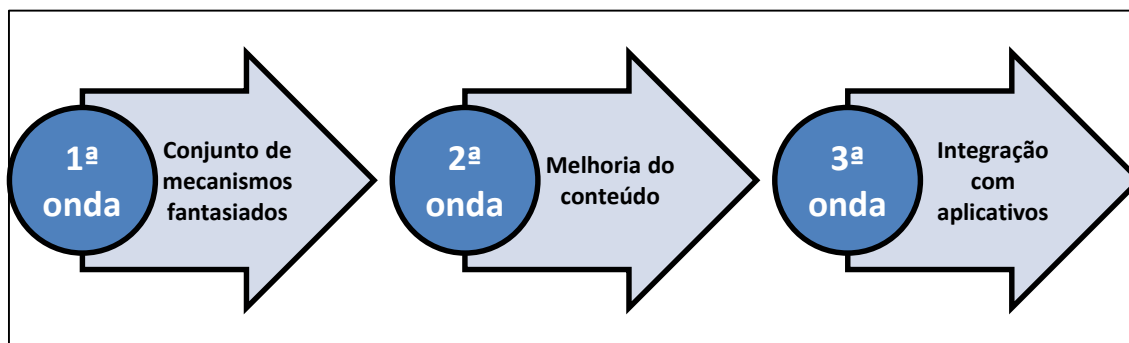 1ª
onda
Conjunto de
mecanismos
fantasiados
2ª
onda
Melhoria do
conteúdo
3ª
onda
Integração
com
aplicativos